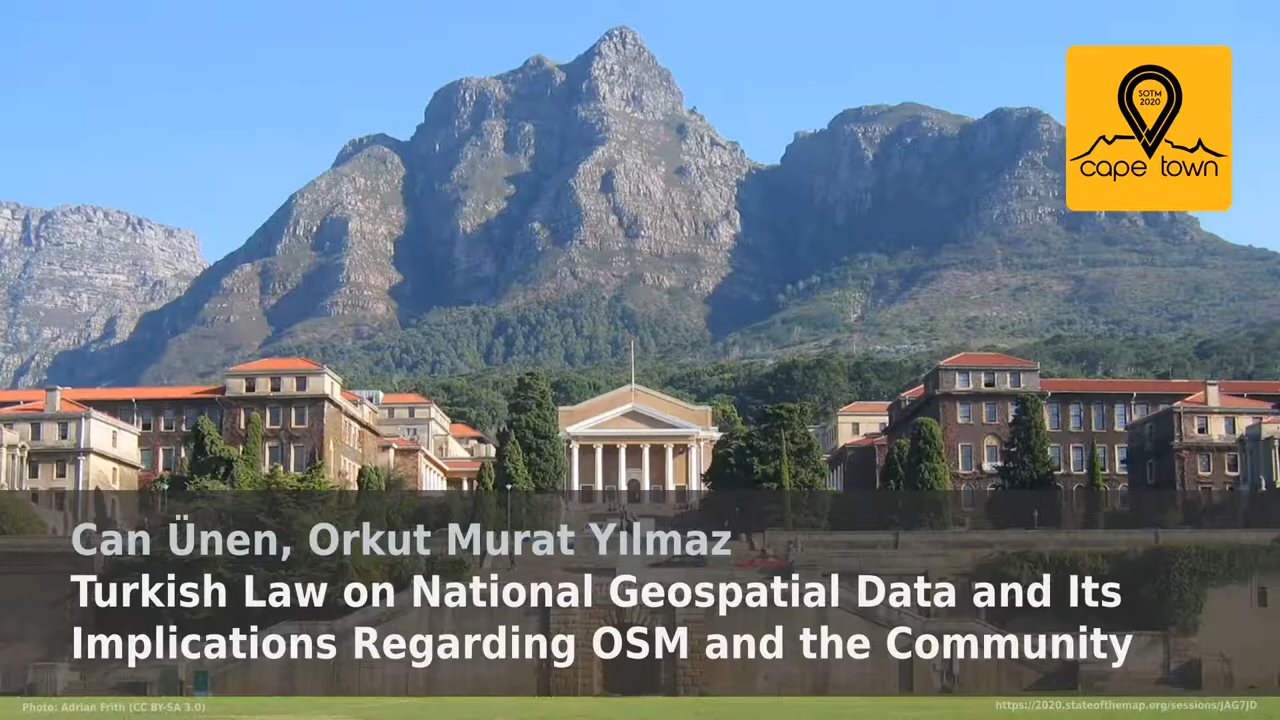 SOTM
2020
cape town
Can Ünen, Orkut Murat Yılmaz
Turkish Law on National Geospatial Data and Its
Implications Regarding OSM and the Community
Photo: Adrian Frith (CC BY-SA 3.0)
https://2020.stateofthemap.org/sessions/JAG7JD